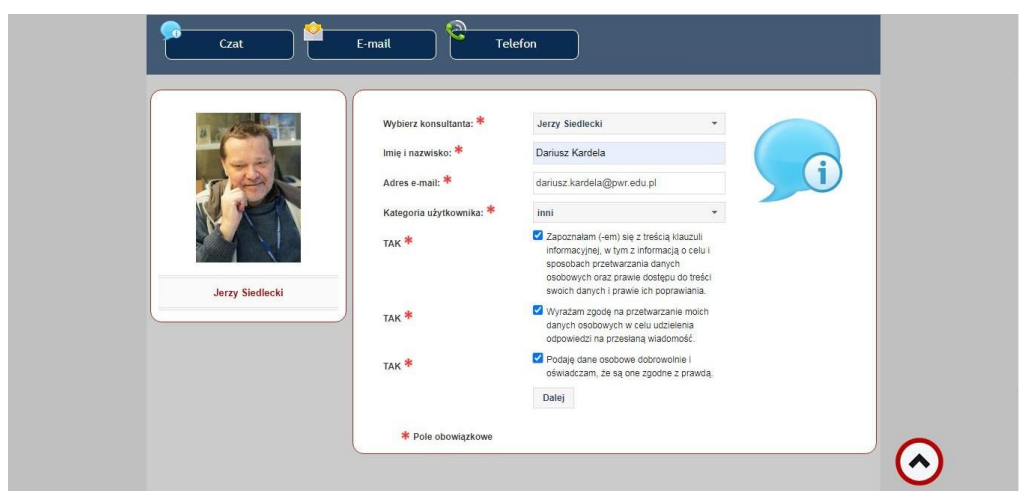 Czat
E-mail
Telefon
Jerzy Siedlecki
Wybierz konsultanta: *
Jerzy Siedlecki
Imię i nazwisko: *
Dariusz Kardela
Adres e-mail: *
dariusz.kardela@pwr.edu.pl
Kategoria użytkownika: *
inni
TAK *
Zapoznałam (-em) się z treścią klauzuli
informacyjnej, w tym z informacją o celu i
sposobach przetwarzania danych
osobowych oraz prawie dostępu do treści
swoich danych i prawie ich poprawiania.
TAK *
Wyrażam zgodę na przetwarzanie moich
danych osobowych w celu udzielenia
odpowiedzi na przesłaną wiadomość.
TAK *
Podaję dane osobowe dobrowolnie i
oświadczam, że są one zgodne z prawdą.
Dalej
* Pole obowiązkowe